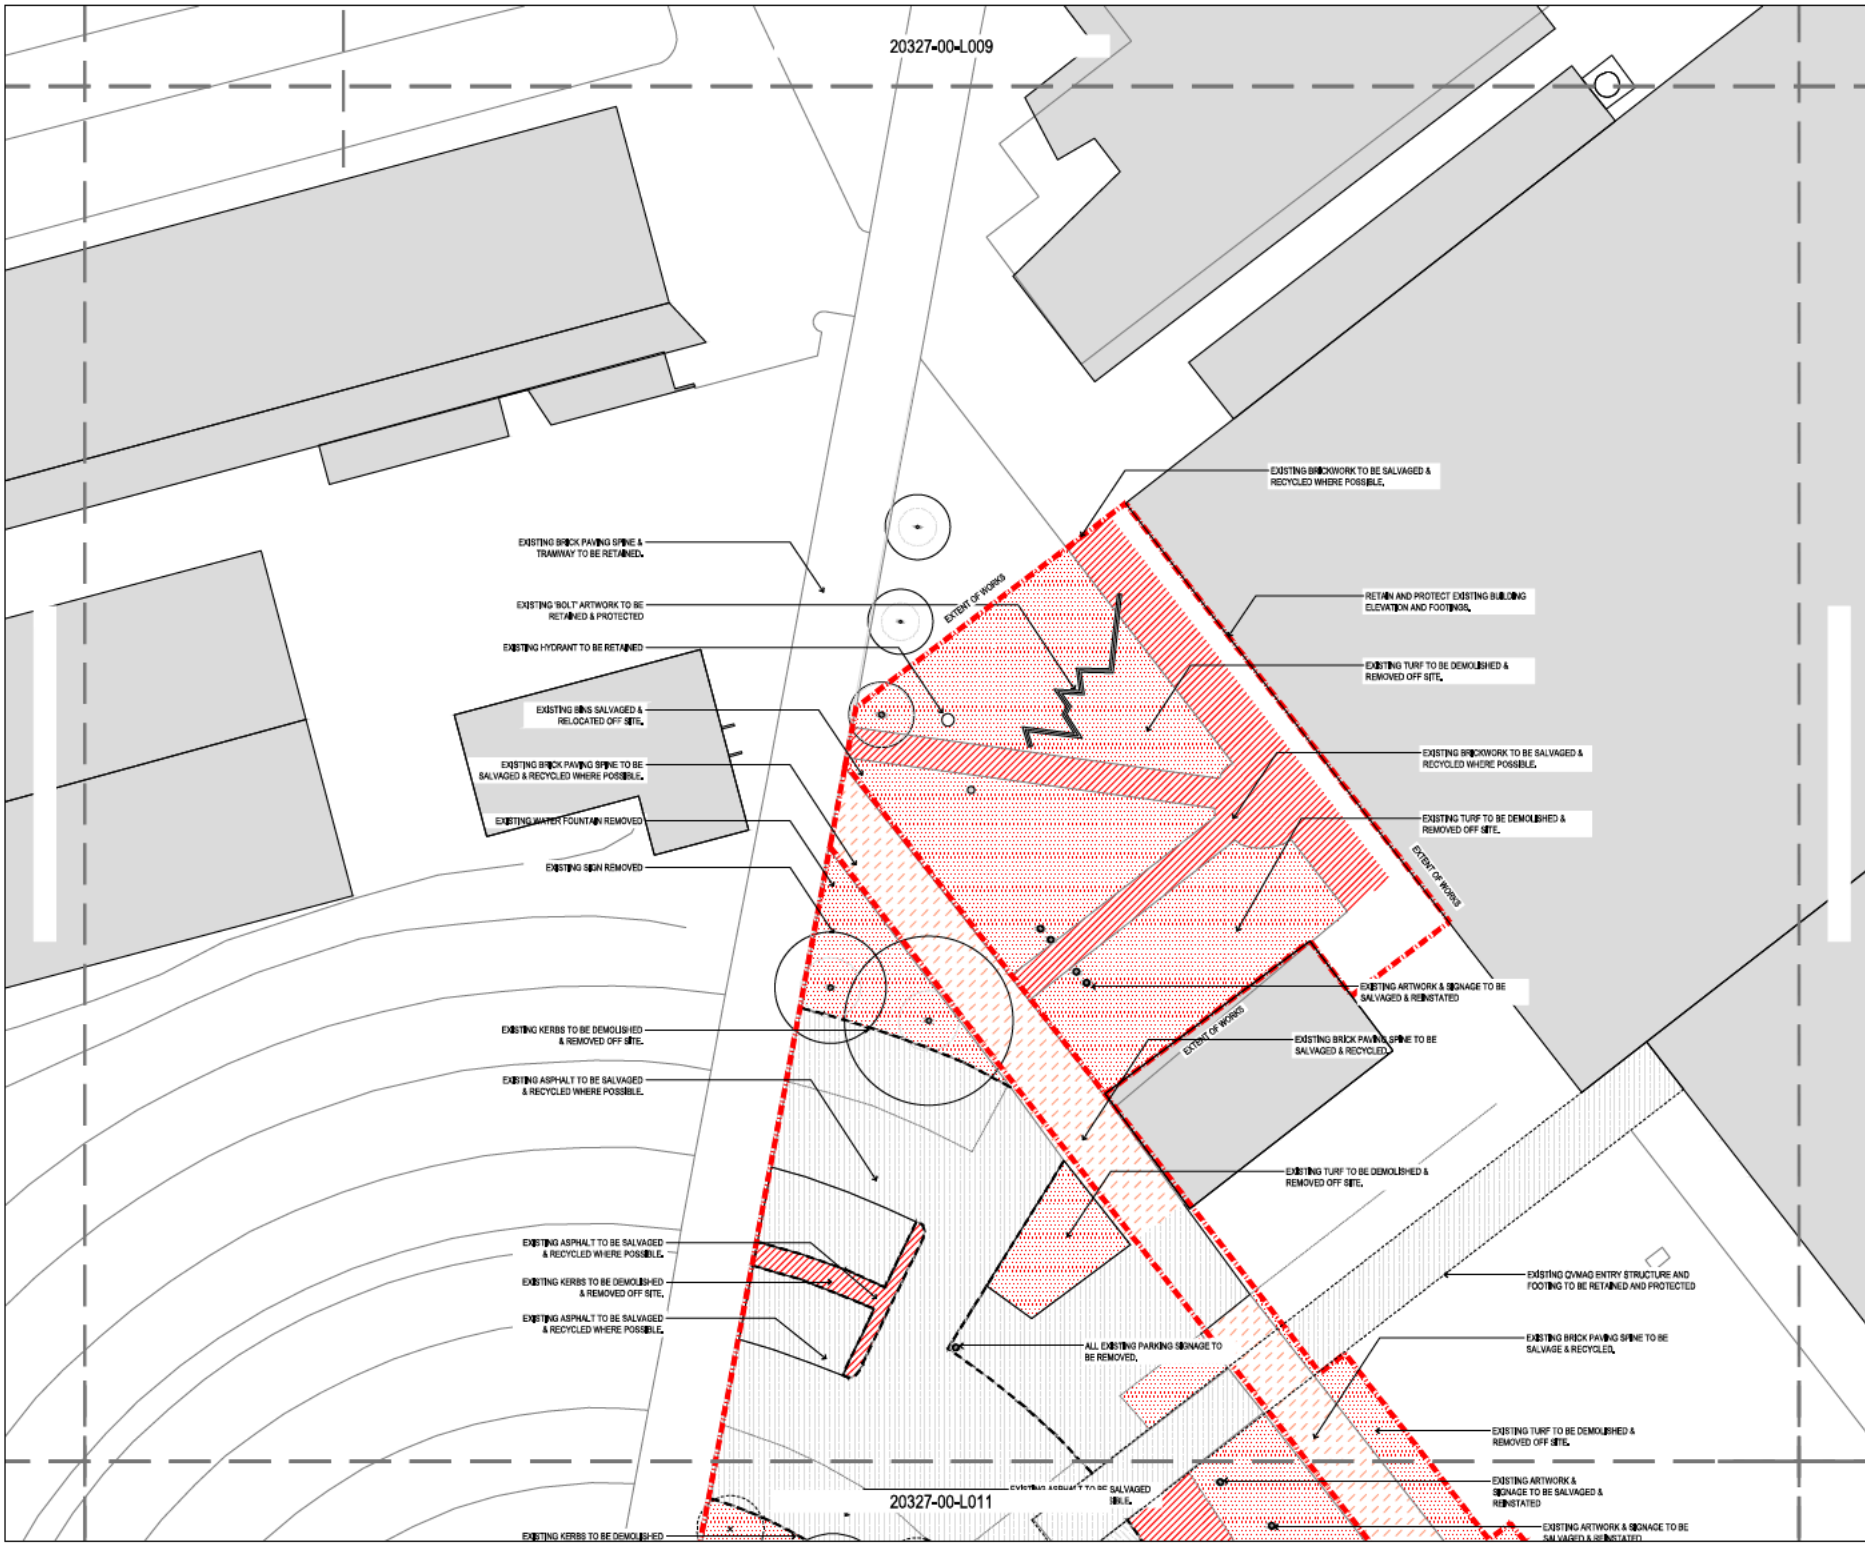 20327-00-L009
EXISTING BRICKWORK TO BE SALVAGED &
RECYCLED WHERE POSSIBLE.
EXISTING BRICK PAVING SPINE &
TRAMWAY TO BE RETAINED.
EXTENT OF WORKS
EXISTING 'BOLT' ARTWORK TO BE
RETAINED & PROTECTED
RETAIN AND PROTECT EXISTING BUILDING
ELEVATION AND FOOTINGS.
EXISTING HYDRANT TO BE RETAINED
EXISTING TURF TO BE DEMOLISHED &
REMOVED OFF SITE.
EXISTING BINS SALVAGED &
RELOCATED OFF SITE.
EXISTING BRICK PAVING SPINE TO BE
SALVAGED & RECYCLED WHERE POSSIBLE.
EXISTING BRICKWORK TO BE SALVAGED &
RECYCLED WHERE POSSIBLE.
EXISTING WATER FOUNTAIN REMOVED
EXISTING TURF TO BE DEMOLISHED &
REMOVED OFF SITE.
EXISTING SIGN REMOVED
EXTENT OF WORKS
EXISTING ARTWORK & SIGNAGE TO BE
SALVAGED & REINSTATED
EXTENT OF WORKS
EXISTING KERBS TO BE DEMOLISHED
& REMOVED OFF SITE.
EXISTING BRICK PAVING SPINE TO BE
SALVAGED & RECYCLED.
EXISTING ASPHALT TO BE SALVAGED
& RECYCLED WHERE POSSIBLE.
EXISTING TURF TO BE DEMOLISHED &
REMOVED OFF SITE.
EXISTING ASPHALT TO BE SALVAGED
& RECYCLED WHERE POSSIBLE.
EXISTING QVMAG ENTRY STRUCTURE AND
FOOTING TO BE RETAINED AND PROTECTED
EXISTING KERBS TO BE DEMOLISHED
& REMOVED OFF SITE.
EXISTING ASPHALT TO BE SALVAGED
& RECYCLED WHERE POSSIBLE.
ALL EXISTING PARKING SIGNAGE TO
BE REMOVED.
EXISTING BRICK PAVING SPINE TO BE
SALVAGE & RECYCLED.
EXISTING TURF TO BE DEMOLISHED &
REMOVED OFF SITE.
EXISTING ARTWORK &
SIGNAGE TO BE SALVAGED &
REINSTATED
EXISTING ASPHALT TO BE SALVAGED
20327-00-L011
EXISTING KERBS TO BE DEMOLISHED
EXISTING ARTWORK & SIGNAGE TO BE
SALVAGED & REINSTATED